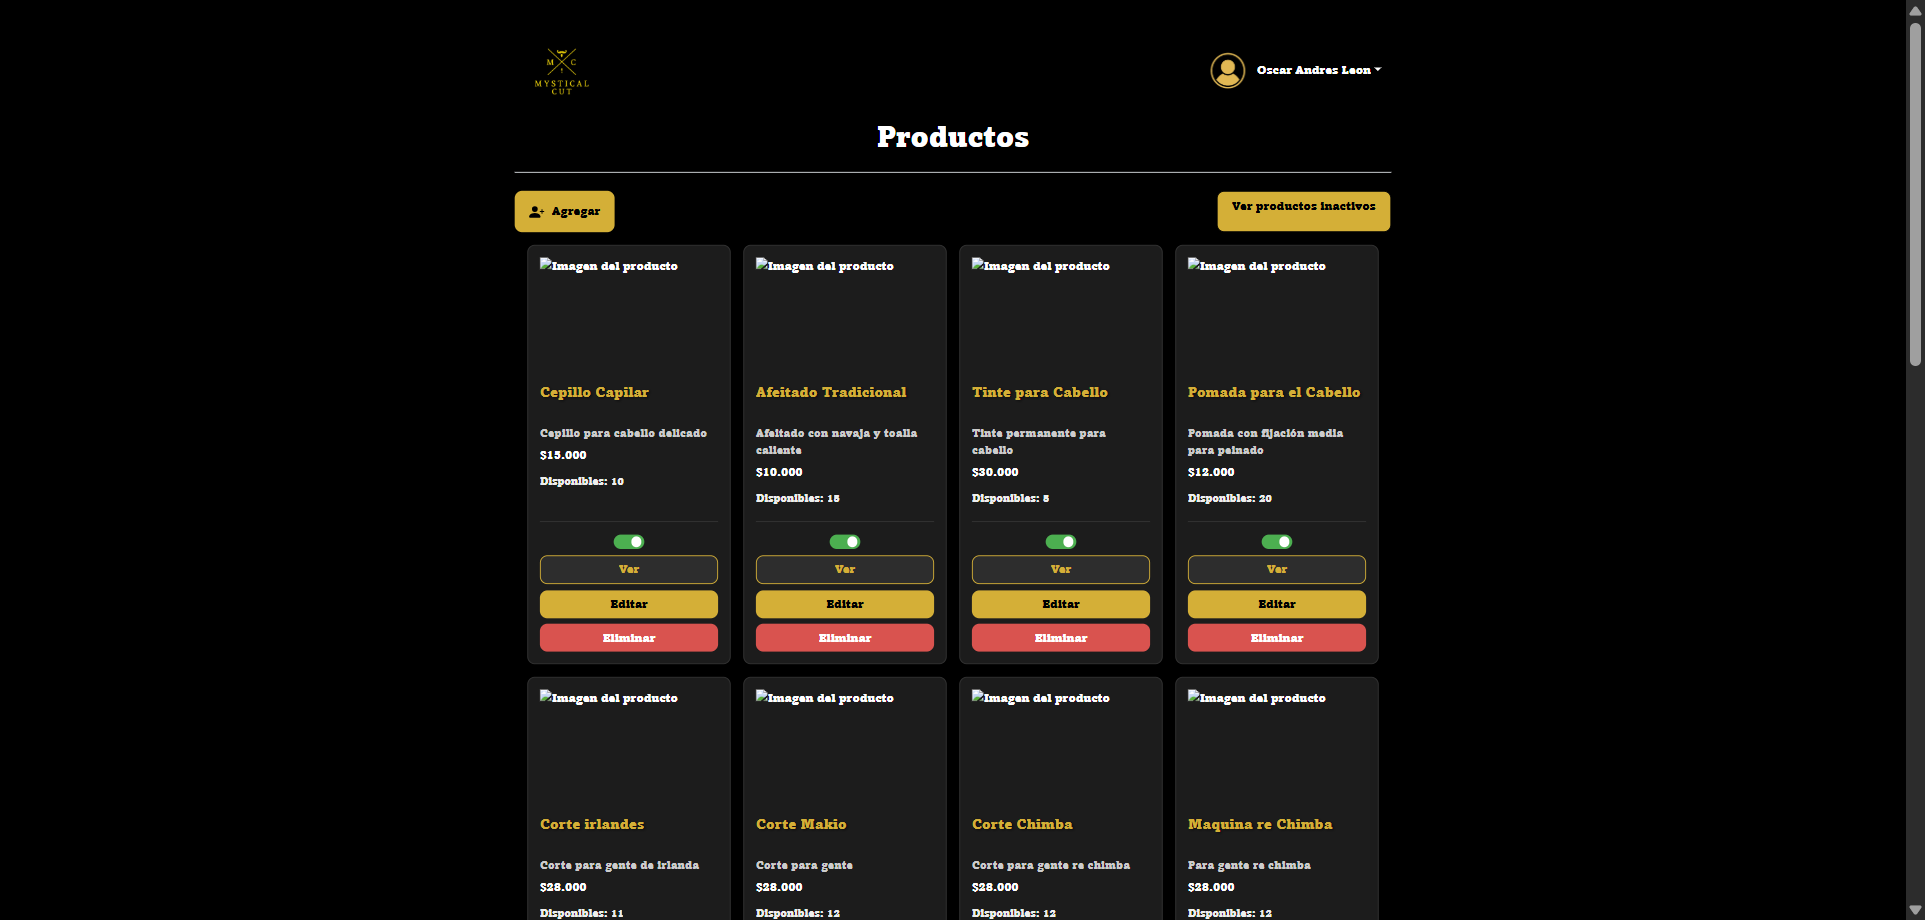 M C
MYSTICAL
CUT
Oscar Andres Leon
Productos
Agregar
Ver productos inactivos
Imagen del producto
Imagen del producto
Imagen del producto
Imagen del producto
Cepillo Capilar
Afeitado Tradicional
Tinte para Cabello
Pomada para el Cabello
Cepillo para cabello delicado
Afeitado con navaja y toalla
caliente
Tinte permanente para
cabello
Pomada con fijación media
para peinado
$15.000
$10.000
$30.000
$12.000
Disponibles: 10
Disponibles: 15
Disponibles: 5
Disponibles: 20
Ver
Ver
Ver
Ver
Editar
Editar
Editar
Editar
Eliminar
Eliminar
Eliminar
Eliminar
Imagen del producto
Imagen del producto
Imagen del producto
Imagen del producto
Corte irlandes
Corte Makio
Corte Chimba
Maquina re Chimba
Corte para gente de irlanda
Corte para gente
Corte para gente re chimba
Para gente re chimba
$28.000
$28.000
$28.000
$28.000
Disponibles: 11
Disponibles: 12
Disponibles: 12
Disponibles: 12